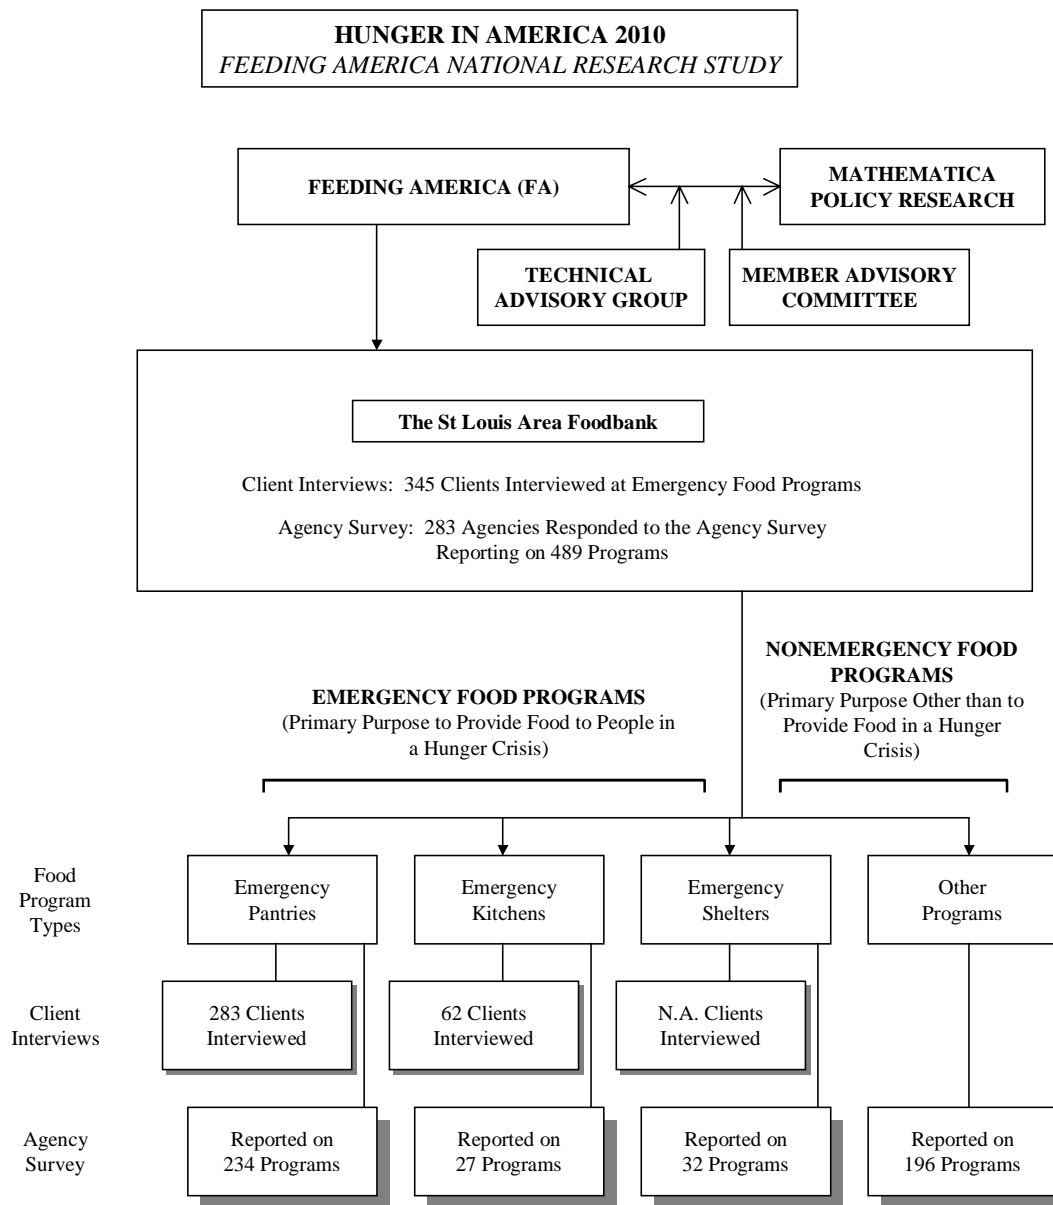 HUNGER IN AMERICA 2010
FEEDING AMERICA NATIONAL RESEARCH STUDY
FEEDING AMERICA (FA)
MATHEMATICA
POLICY RESEARCH
TECHNICAL
ADVISORY GROUP
MEMBER ADVISORY
COMMITTEE
The St Louis Area Foodbank
Client Interviews: 345 Clients Interviewed at Emergency Food Programs
Agency Survey: 283 Agencies Responded to the Agency Survey
Reporting on 489 Programs
EMERGENCY FOOD PROGRAMS
(Primary Purpose to Provide Food to People in
a Hunger Crisis)
NONEMERGENCY FOOD
PROGRAMS
(Primary Purpose Other than to
Provide Food in a Hunger
Crisis)
Food
Program
Types
Emergency
Pantries
Emergency
Kitchens
Emergency
Shelters
Other
Programs
Client
Interviews
283 Clients
Interviewed
62 Clients
Interviewed
N.A. Clients
Interviewed
Agency
Survey
Reported on
234 Programs
Reported on
27 Programs
Reported on
32 Programs
Reported on
196 Programs